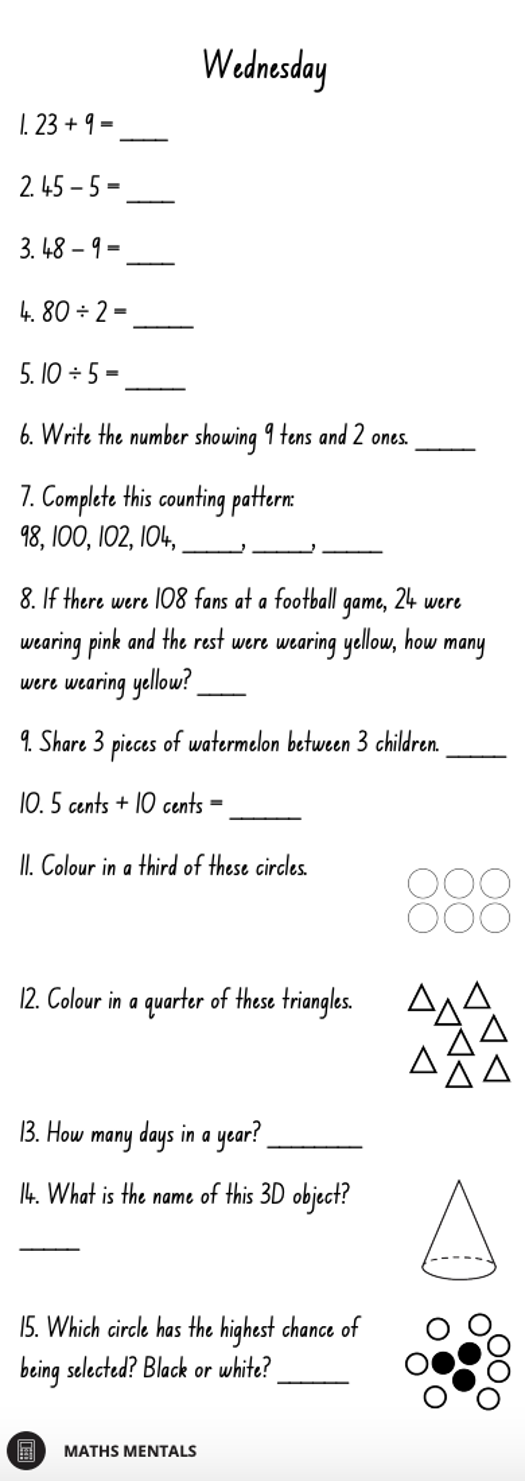 Wednesday
1. 23 + 9 = ____
2. 45 – 5 = ____
3. 48 – 9 = ____
4. 80 ÷ 2 = _____
5. 10 ÷ 5 = _____
6. Write the number showing 9 tens and 2 ones. _____
7. Complete this counting pattern:
98, 100, 102, 104, _____, _____, _____
8. If there were 108 fans at a football game, 24 were
wearing pink and the rest were wearing yellow, how many
were wearing yellow? ____
9. Share 3 pieces of watermelon between 3 children. _____
10. 5 cents + 10 cents = ______
11. Colour in a third of these circles.
12. Colour in a quarter of these triangles.
13. How many days in a year? ________
14. What is the name of this 3D object?
_____
15. Which circle has the highest chance of
being selected? Black or white? ______
MATHS MENTALS